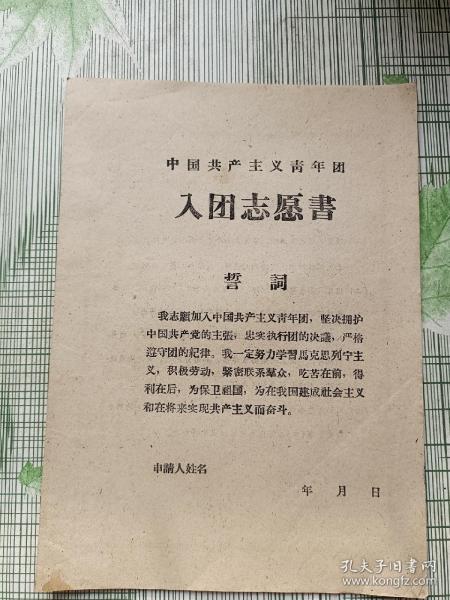 中国共产主义青年团
入团志愿書
誓詞
我志願加入中国共产主义青年团，坚决拥护
中国共产党的主張，忠实执行团的决議，严格
遵守团的紀律。我一定努力学習馬克思列宁主
义，积极劳动，緊密联系羣众，吃苦在前，得
利在后，为保卫祖国，为在我国建成社会主义
和在将来实现共产主义而奋斗。
申請人姓名
年 月 日
孔夫子旧书网
www.kongfz.com